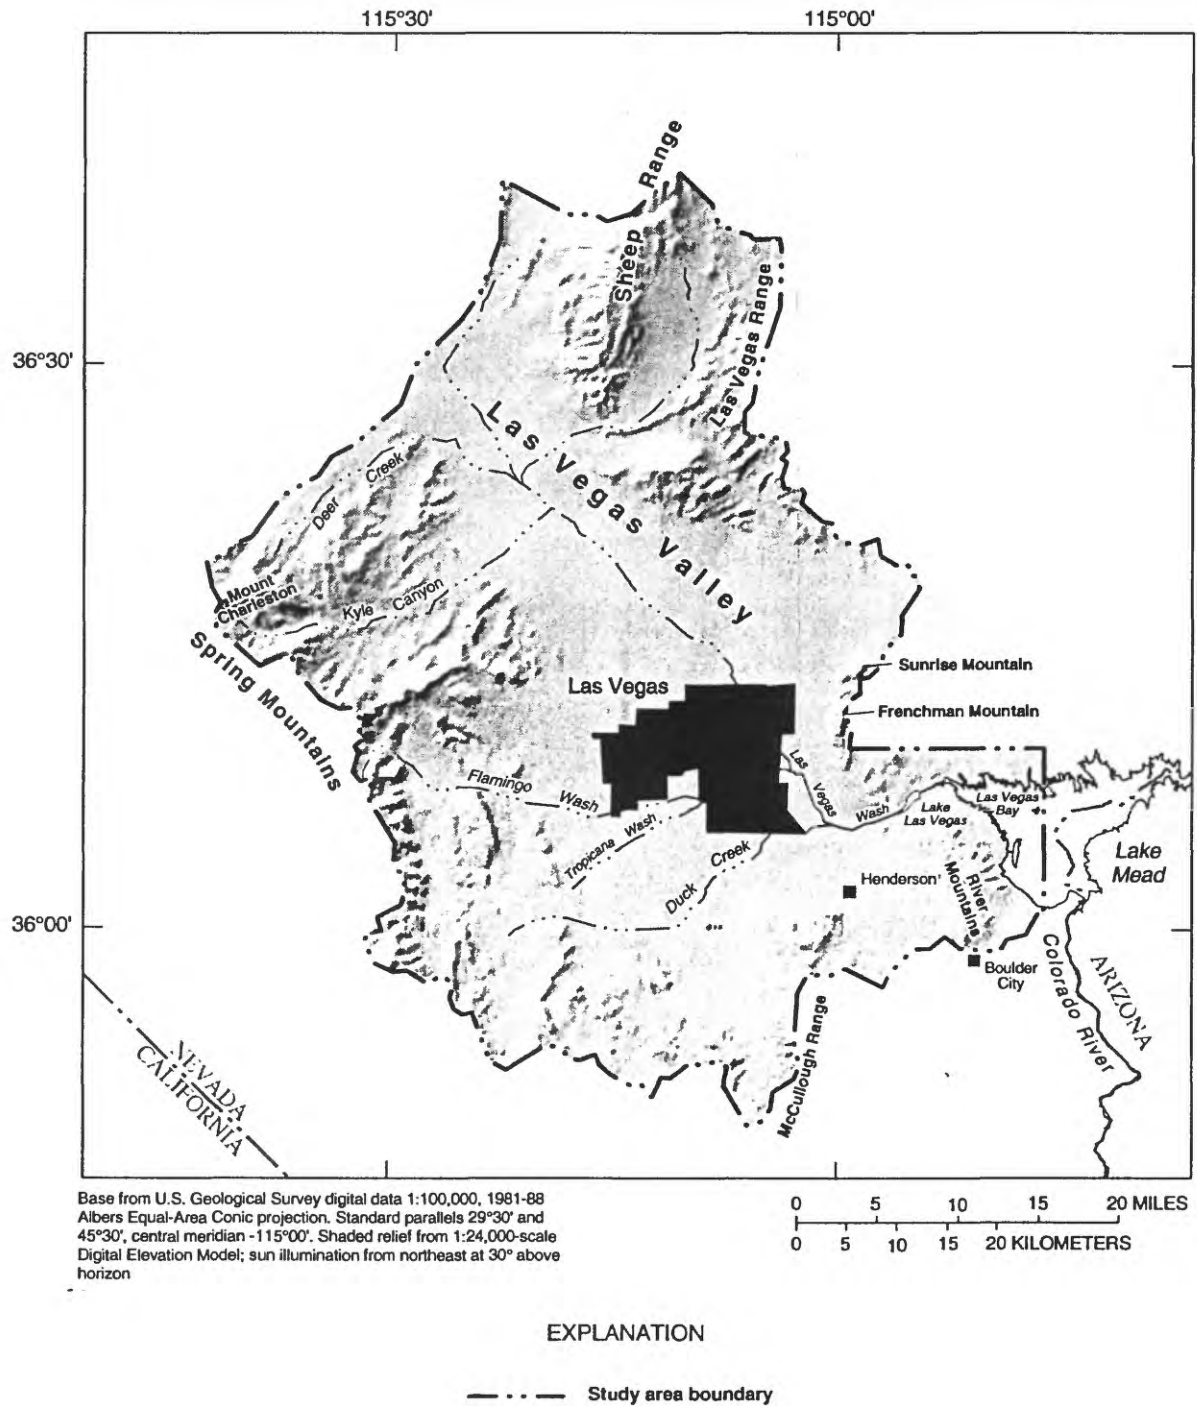 115°30'
115°00'
36°30'
36°00'
Sheep Range
Las Vegas Range
Las Vegas Valley
Deer Creek
Mount
Charleston
Kyle Canyon
Spring Mountains
Sunrise Mountain
Las Vegas
Frenchman Mountain
Flamingo Wash
Las Vegas Wash
Tropicana Wash
Lake
Las Vegas
Las Vegas
Bay
Duck Creek
Lake
Mead
Henderson
River
Mountains
Boulder
City
Colorado River
ARIZONA
McCullough Range
NEVADA
CALIFORNIA
Base from U.S. Geological Survey digital data 1:100,000, 1981-88
Albers Equal-Area Conic projection. Standard parallels 29°30' and
45°30', central meridian -115°00'. Shaded relief from 1:24,000-scale
Digital Elevation Model; sun illumination from northeast at 30° above
horizon
0 5 10 15 20 MILES
0 5 10 15 20 KILOMETERS
EXPLANATION
Study area boundary